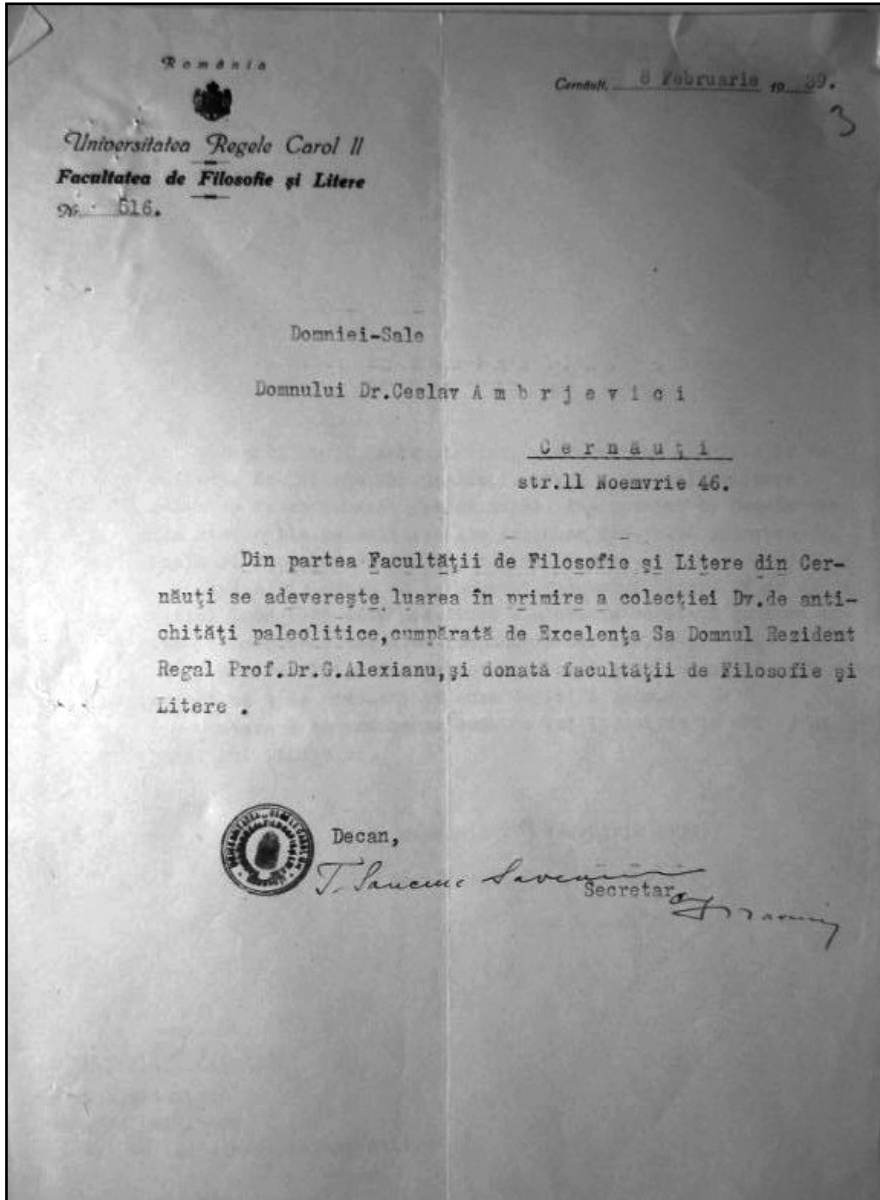 România
Cernăuți, 8 Februarie 1939.
3
Universitatea Regele Carol II
Facultatea de Filosofie și Litere
№ 516.
Domniei-Sale
Domnului Dr.Ceslav A m b r j e v i c i
C e r n ă u ţ i
str.11 Noemvrie 46.
Din partea Facultăţii de Filosofie şi Litere din Cer-
năuţi se adevereşte luarea în primire a colecţiei Dv.de anti-
chităţi paleolitice,cumpărată de Excelenţa Sa Domnul Rezident
Regal Prof.Dr.G.Alexianu,şi donată facultăţii de Filosofie şi
Litere .
Decan,
Secretar